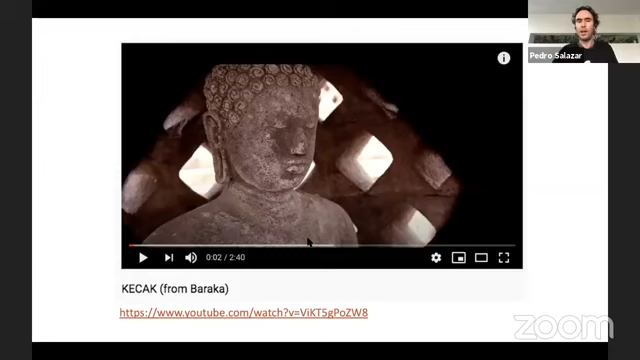 Pedro Salazar
0:02 / 2:40
KECAK (from Baraka)
https://www.youtube.com/watch?v=ViKT5gPoZW8
zoom